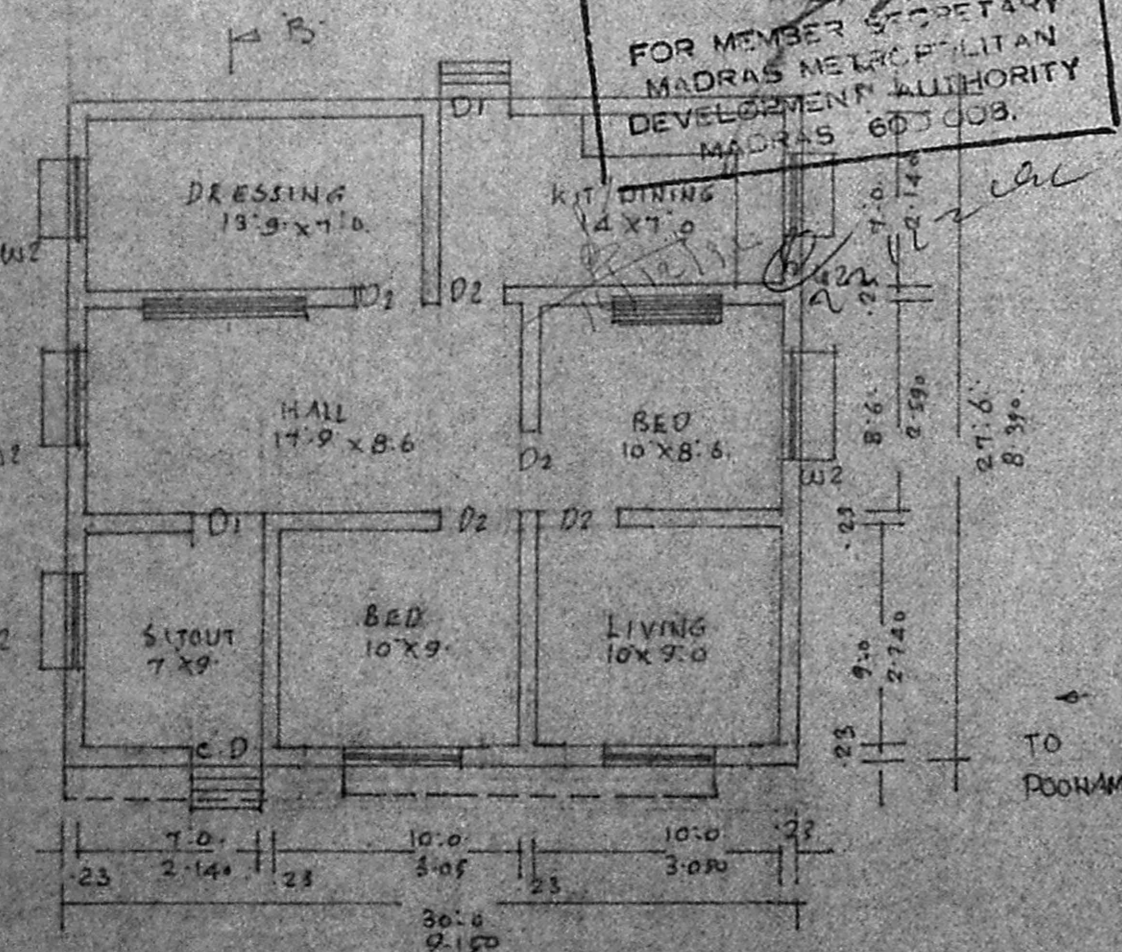 B
FOR MEMBER SECRETARY
MADRAS METROPOLITAN
DEVELOPMENT AUTHORITY
MADRAS 600 008.
D1
DRESSING
13'.9" x 7'.0
KIT/DINING
14 x 7'.0
W2
D2
D2
7'.0
2.140
.23
HALL
17'.9 x 8.6
BED
10' x 8'.6.
D2
W2
8'.6"
2.590
27'.6"
8.390
D1
D2
D2
.23
SITOUT
7' x 9'
BED
10' x 9'
LIVING
10' x 9'.0
9'.0
2.740
C.D
.23
TO
7'.0"
2.140
10'.0
3.05
10'.0
3.050
.23
.23
.23
.23
30'.0
9.150